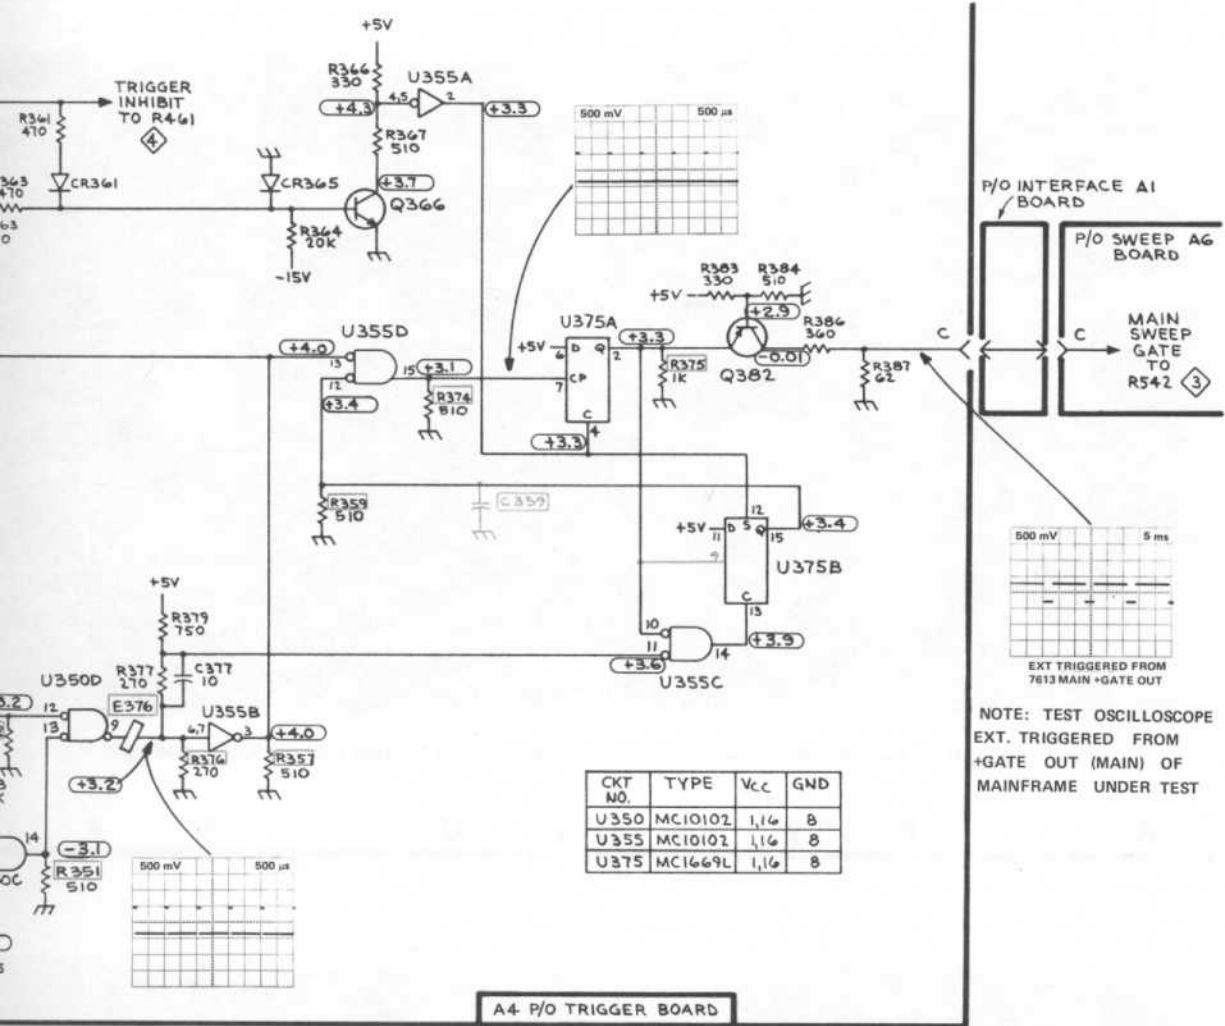 +5V
R366
330
U355A
4,5
2
+4.3
+3.3
TRIGGER
INHIBIT
TO R461
4
R361
470
R367
510
500 mV
500 µs
363
470
CR361
CR365
+3.7
Q366
63
0
R364
20K
-15V
P/O INTERFACE A1
BOARD
P/O SWEEP A6
BOARD
R383
330
R384
510
+5V
+2.9
U355D
+4.0
13
12
15
+3.1
+3.4
R374
510
U375A
+5V
D
6
Q
2
CP
7
C
4
+3.3
+3.3
R375
1K
Q382
-0.01
R386
360
R387
62
C
C
MAIN
SWEEP
GATE
TO
R542
3
R359
510
C359
12
+5V
D
S
Q
11
15
+3.4
9
U375B
C
13
500 mV
5 ms
EXT TRIGGERED FROM
7613 MAIN +GATE OUT
+5V
R379
750
10
11
14
+3.9
+3.6
U355C
R377
270
C377
10
U350D
3.2
12
13
9
E376
U355B
6,7
3
+4.0
R376
270
R357
510
+3.2
NOTE: TEST OSCILLOSCOPE
EXT. TRIGGERED FROM
+GATE OUT (MAIN) OF
MAINFRAME UNDER TEST
CKT NO. TYPE VCC GND
U350 MC10102 1,16 8
U355 MC10102 1,16 8
U375 MC1669L 1,16 8
14
-3.1
0C
R351
510
500 mV
500 µs
A4 P/O TRIGGER BOARD